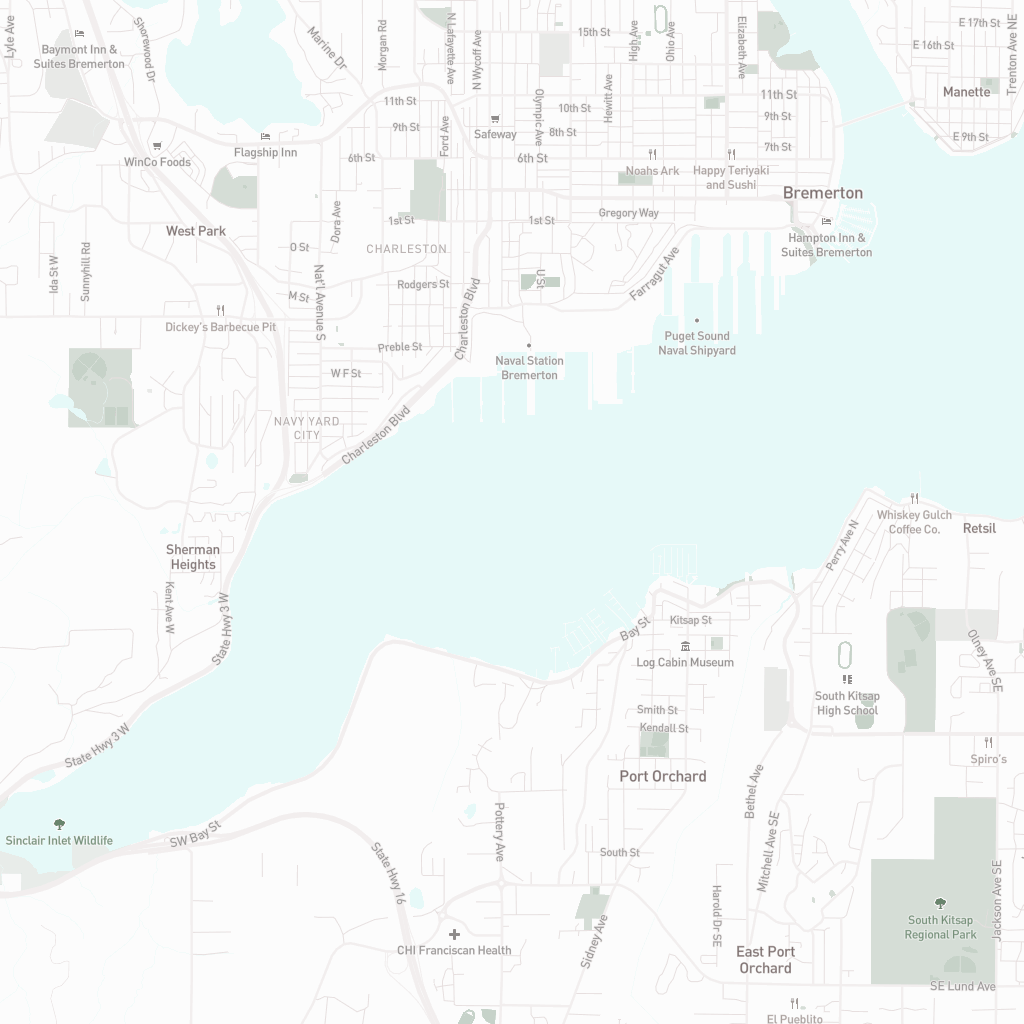 Lyle Ave
Baymont Inn &
Suites Bremerton
Shorewood Dr
Marine Dr
Morgan Rd
N Lafayette Ave
N Wycoff Ave
15th St
High Ave
Ohio Ave
Elizabeth Ave
E 17th St
E 16th St
Trenton Ave NE
Manette
E 9th St
11th St
9th St
6th St
Ford Ave
Safeway
Olympic Ave
10th St
8th St
6th St
Hewitt Ave
11th St
9th St
7th St
WinCo Foods
Flagship Inn
Noahs Ark
Happy Teriyaki
and Sushi
Bremerton
Hampton Inn &
Suites Bremerton
West Park
Dora Ave
1st St
1st St
Gregory Way
O St
CHARLESTON
Ida St W
Sunnyhill Rd
Nat'l Avenue S
Rodgers St
U St
Farragut Ave
M St
Charleston Blvd
Dickey's Barbecue Pit
Preble St
W F St
Naval Station
Bremerton
Puget Sound
Naval Shipyard
NAVY YARD
CITY
Charleston Blvd
Sherman
Heights
Kent Ave W
State Hwy 3 W
State Hwy 3 W
Whiskey Gulch
Coffee Co.
Retsil
Perry Ave N
Bay St
Kitsap St
Log Cabin Museum
Olney Ave SE
South Kitsap
High School
Smith St
Kendall St
Port Orchard
Spiro's
Bethel Ave
Mitchell Ave SE
Sinclair Inlet Wildlife
SW Bay St
Pottery Ave
State Hwy 16
South St
Harold Dr SE
Sidney Ave
CHI Franciscan Health
East Port
Orchard
South Kitsap
Regional Park
Jackson Ave SE
SE Lund Ave
El Pueblito